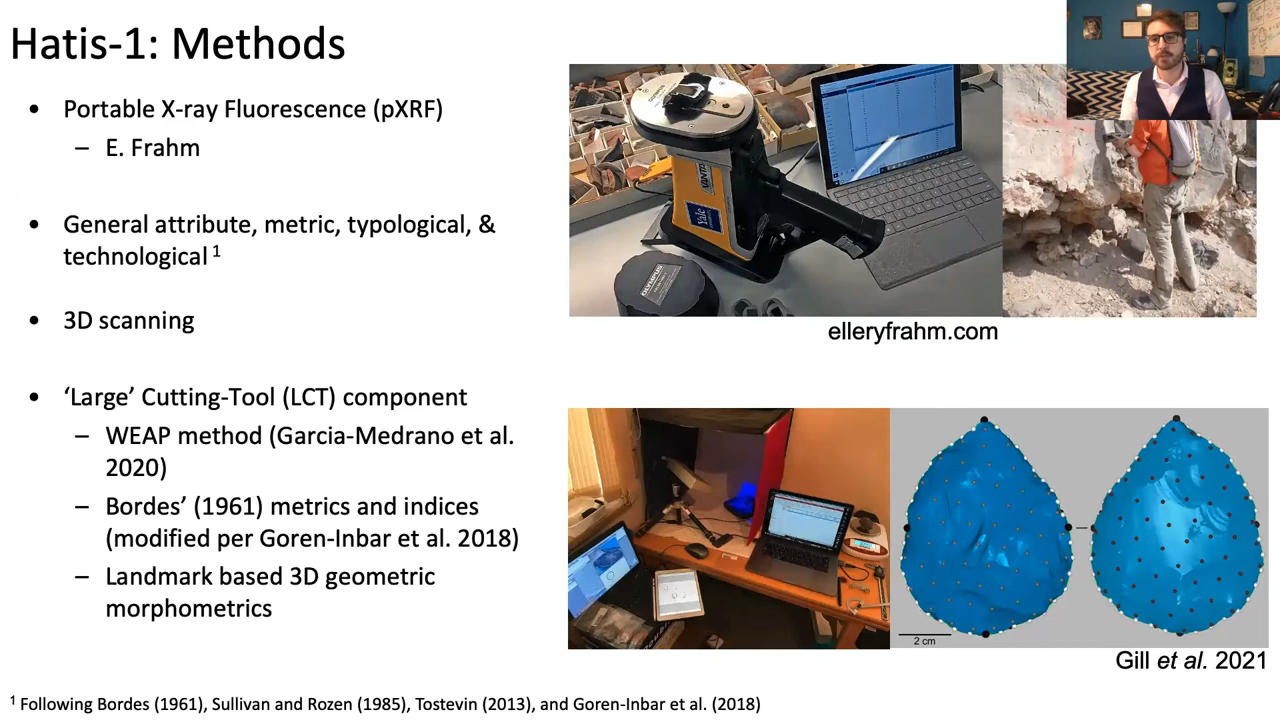 Hatis-1: Methods
• Portable X-ray Fluorescence (pXRF)
– E. Frahm
• General attribute, metric, typological, &
technological 1
• 3D scanning
• ‘Large’ Cutting-Tool (LCT) component
– WEAP method (Garcia-Medrano et al.
2020)
– Bordes’ (1961) metrics and indices
(modified per Goren-Inbar et al. 2018)
– Landmark based 3D geometric
morphometrics
VANTA
Yale
OLYMPUS
elleryfrahm.com
2 cm
Gill et al. 2021
1 Following Bordes (1961), Sullivan and Rozen (1985), Tostevin (2013), and Goren-Inbar et al. (2018)